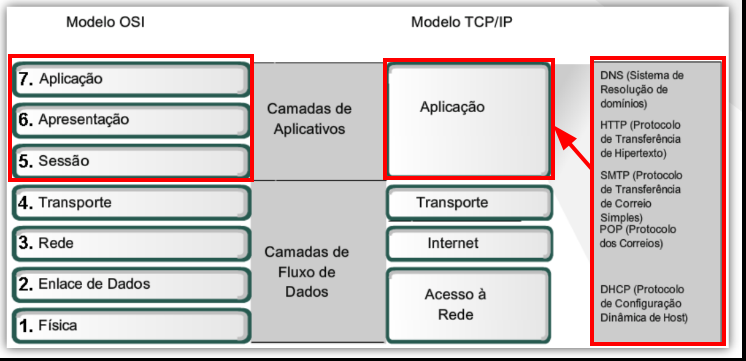 Modelo OSI
Modelo TCP/IP
7. Aplicação
6. Apresentação
5. Sessão
4. Transporte
3. Rede
2. Enlace de Dados
1. Física
Camadas de
Aplicativos
Camadas de
Fluxo de
Dados
Aplicação
Transporte
Internet
Acesso à
Rede
DNS (Sistema de
Resolução de
domínios)
HTTP (Protocolo
de Transferência
de Hipertexto)
SMTP (Protocolo
de Transferência
de Correio
Simples)
POP (Protocolo
dos Correios)
DHCP (Protocolo
de Configuração
Dinâmica de Host)